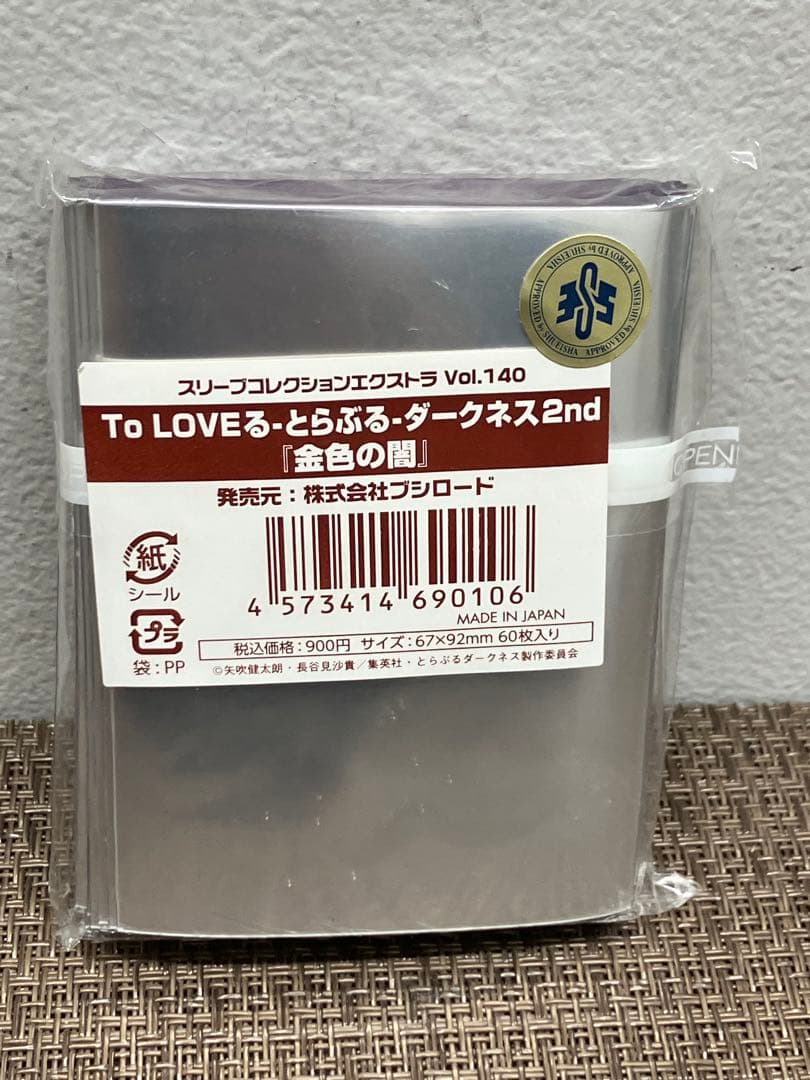 APPROVED by SHUEISHA APPROVED by SHUEISHA APPROVED by SHUEISHA
スリーブコレクションエクストラ Vol.140
To LOVEる-とらぶる-ダークネス2nd
『金色の闇』
OPEN
発売元：株式会社ブシロード
紙
シール
プラ
袋：PP
4 573414 690106
MADE IN JAPAN
税込価格：900円 サイズ：67×92mm 60枚入り
©矢吹健太朗・長谷見沙貴／集英社・とらぶるダークネス製作委員会